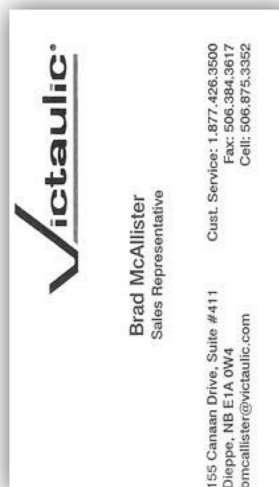 Victaulic®
Brad McAllister
Sales Representative
155 Canaan Drive, Suite #411
Dieppe, NB E1A 0W4
omcallister@victaulic.com
Cust. Service: 1.877.426.3500
Fax: 506.384.3617
Cell: 506.875.3352